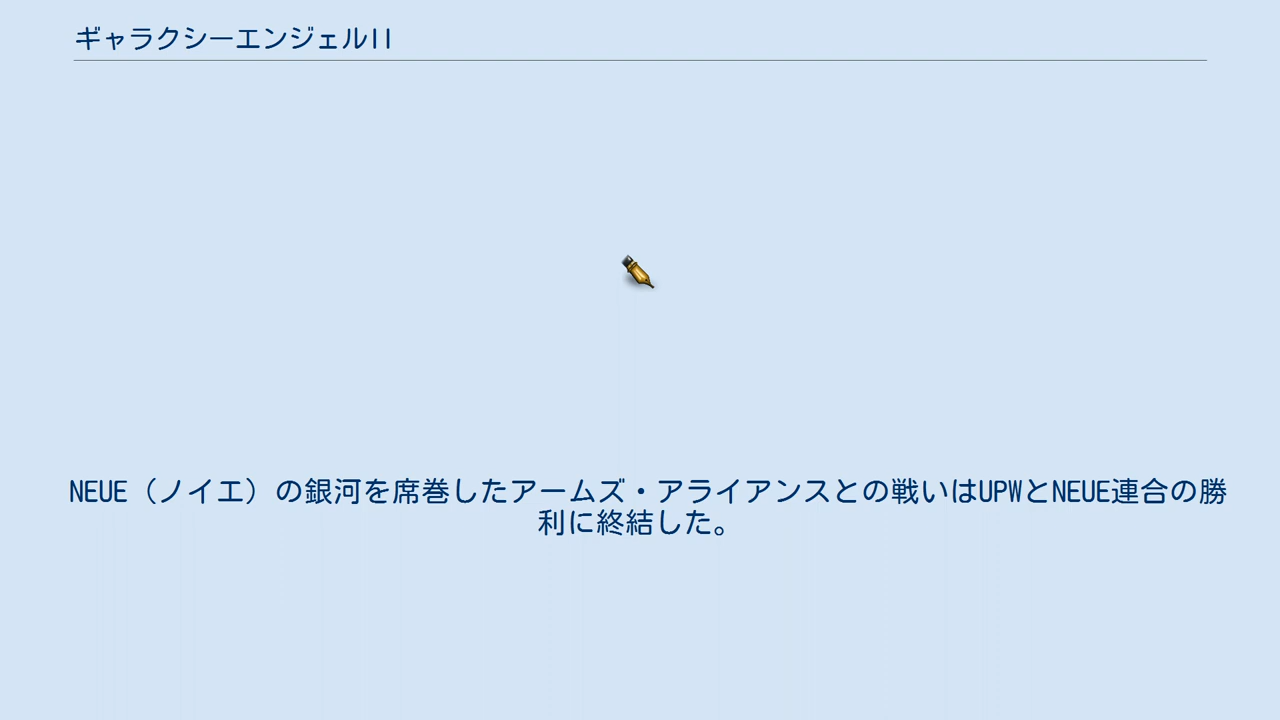 ギャラクシーエンジェルII
NEUE（ノイエ）の銀河を席巻したアームズ・アライアンスとの戦いはUPWとNEUE連合の勝
利に終結した。